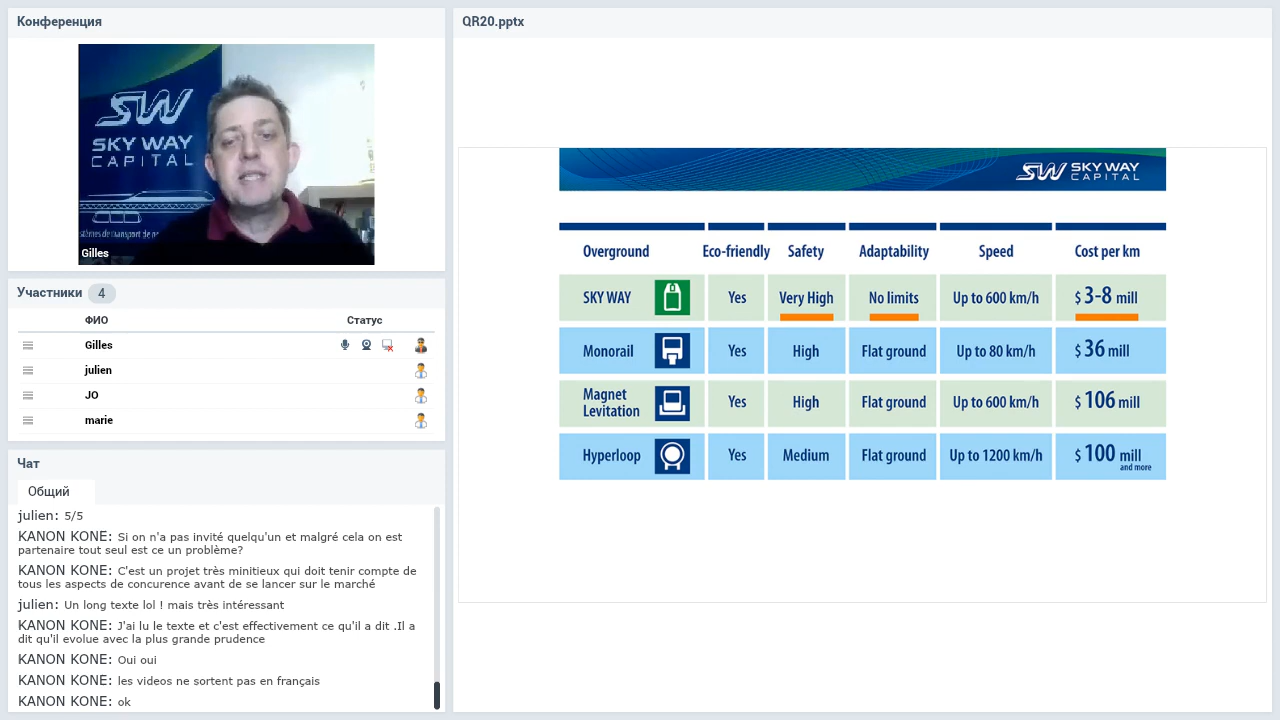 Конференция
SW
SKY WAY
CAPITAL
Gilles
Участники 4
ФИО Статус
Gilles
julien
JO
marie
Чат
Общий
julien: 5/5
KANON KONE: Si on n'a pas invité quelqu'un et malgré cela on est
partenaire tout seul est ce un problème?
KANON KONE: C'est un projet très minitieux qui doit tenir compte de
tous les aspects de concurence avant de se lancer sur le marché
julien: Un long texte lol ! mais très intéressant
KANON KONE: J'ai lu le texte et c'est effectivement ce qu'il a dit .Il a
dit qu'il evolue avec la plus grande prudence
KANON KONE: Oui oui
KANON KONE: les videos ne sortent pas en français
KANON KONE: ok
QR20.pptx
SW SKY WAY
CAPITAL
Overground Eco-friendly Safety Adaptability Speed Cost per km
SKY WAY Yes Very High No limits Up to 600 km/h $ 3-8 mill
Monorail Yes High Flat ground Up to 80 km/h $ 36 mill
Magnet
Levitation Yes High Flat ground Up to 600 km/h $ 106 mill
Hyperloop Yes Medium Flat ground Up to 1200 km/h $ 100 mill
and more